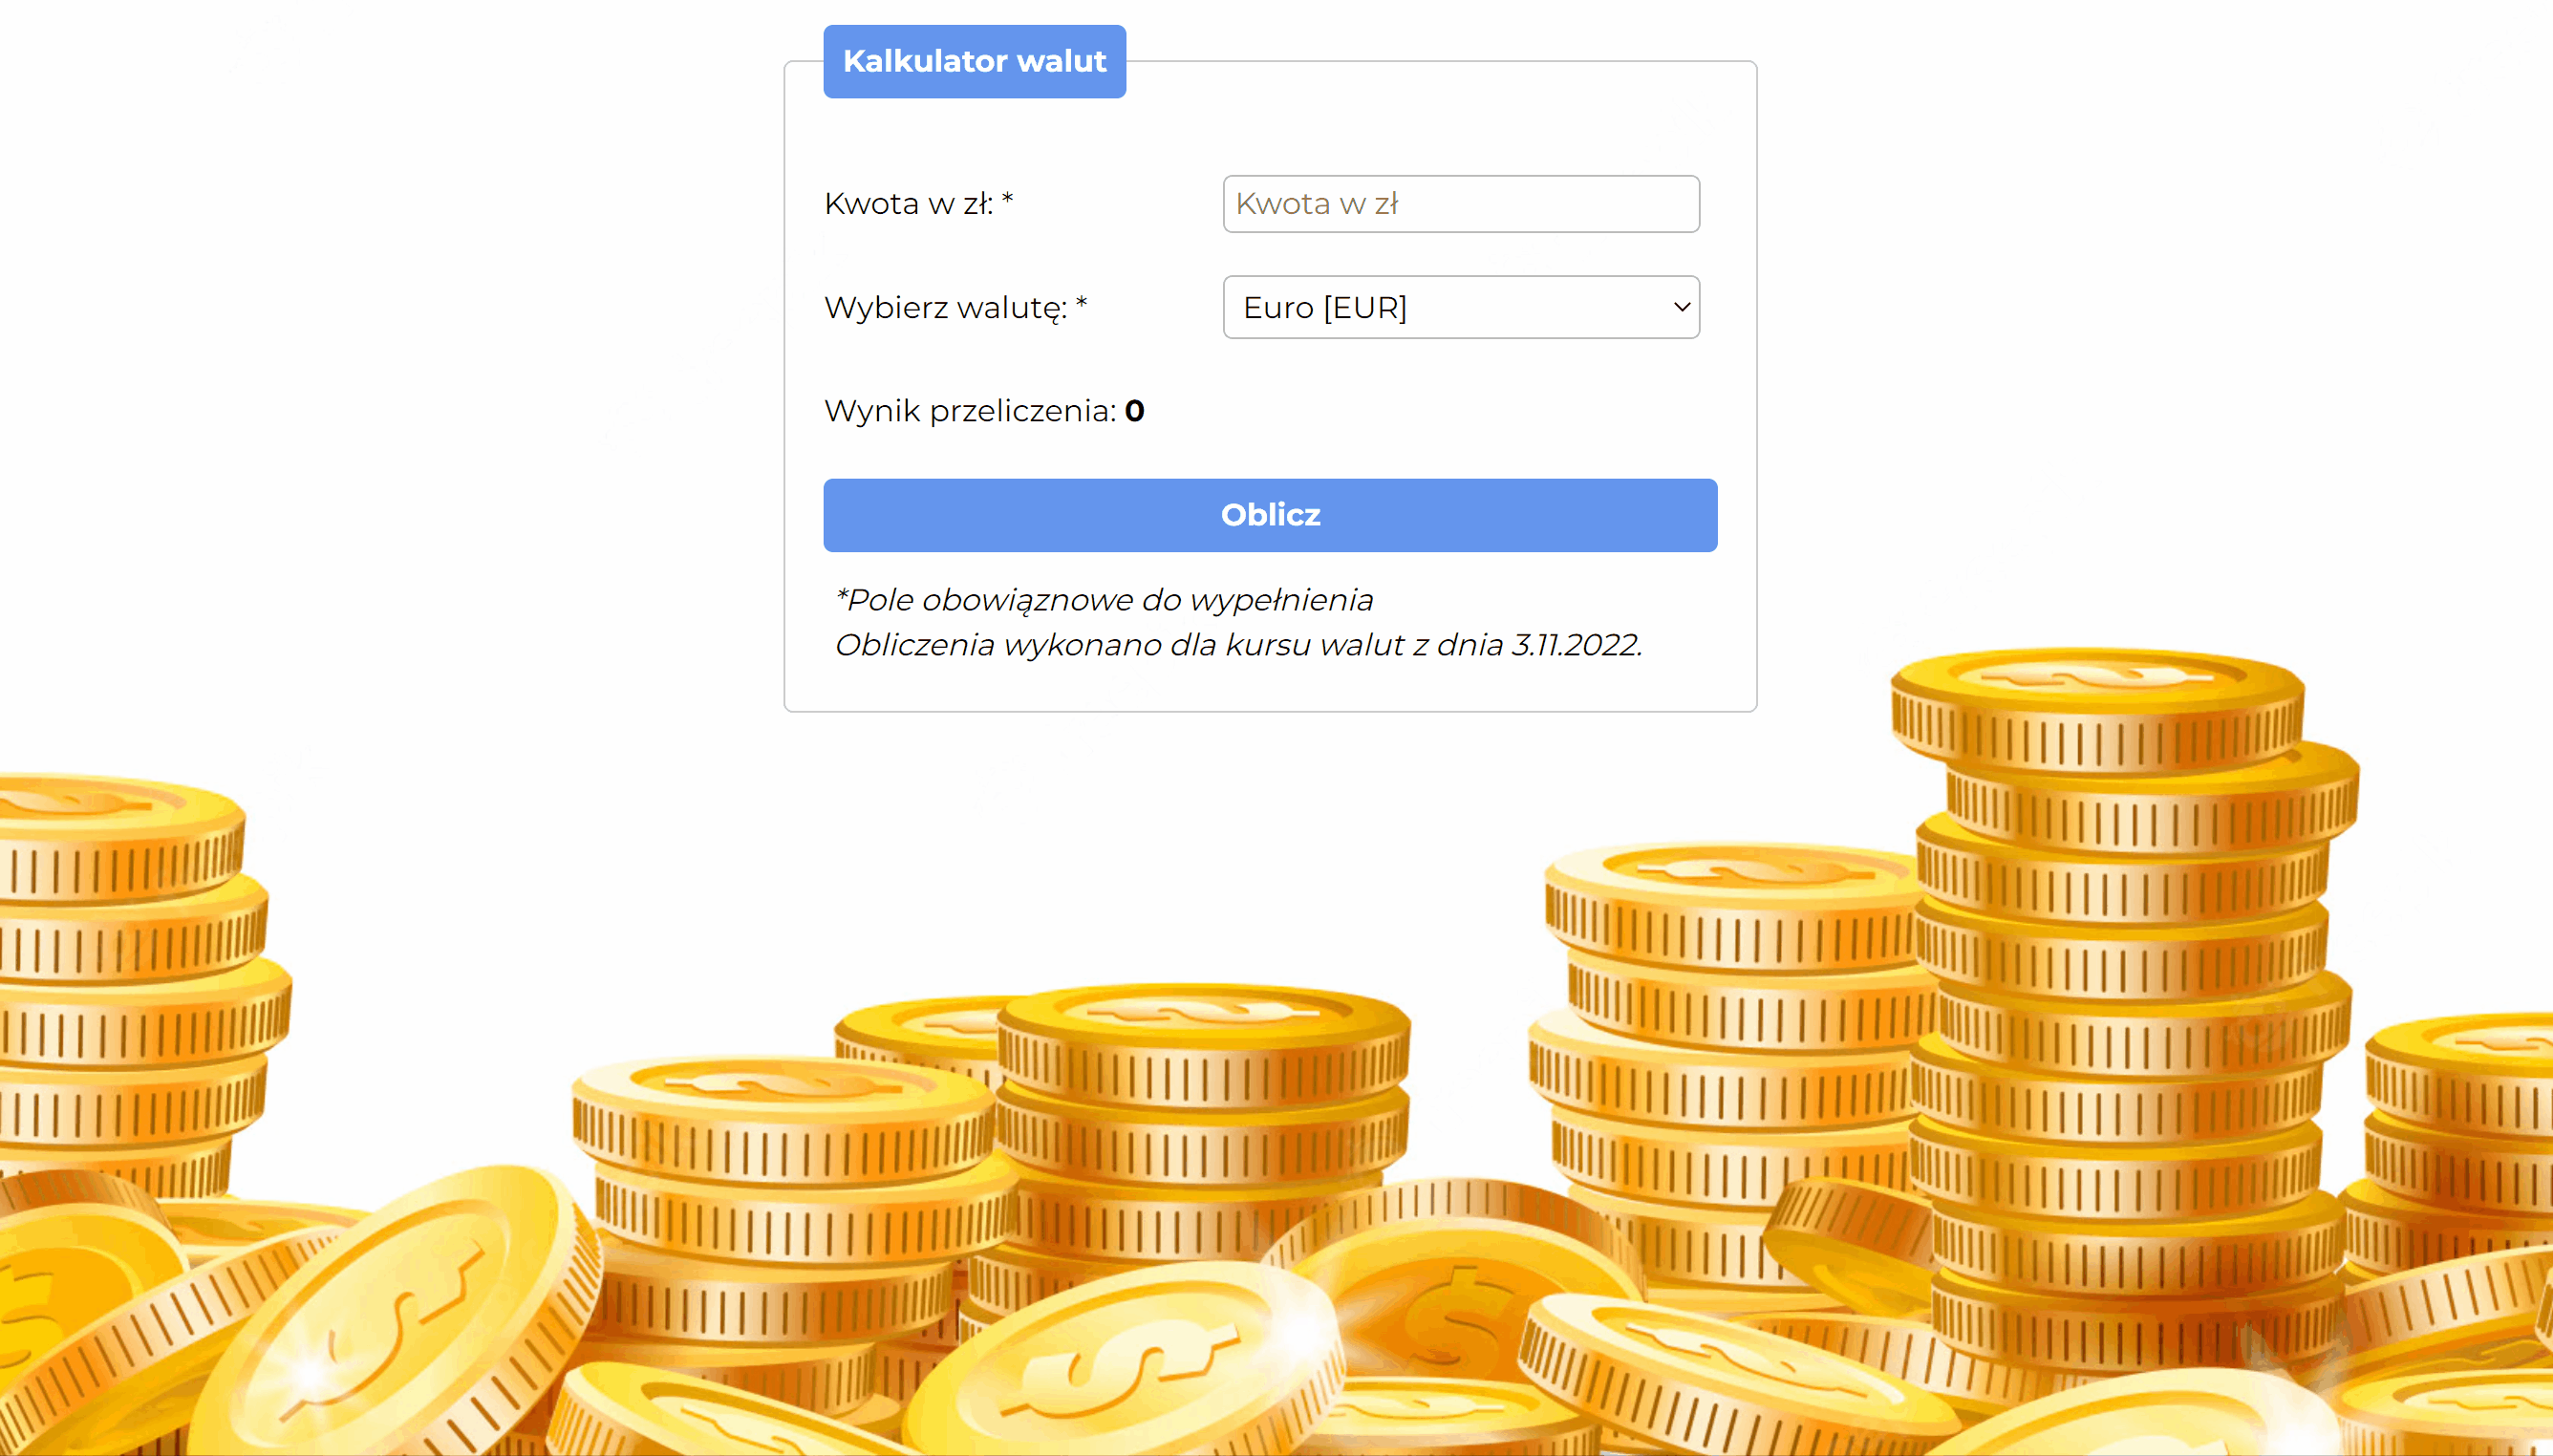 Kalkulator walut
Kwota w zł: *
Kwota w zł
Wybierz walutę: *
Euro [EUR]
Wynik przeliczenia: 0
Oblicz
*Pole obowiąznowe do wypełnienia
Obliczenia wykonano dla kursu walut z dnia 3.11.2022.